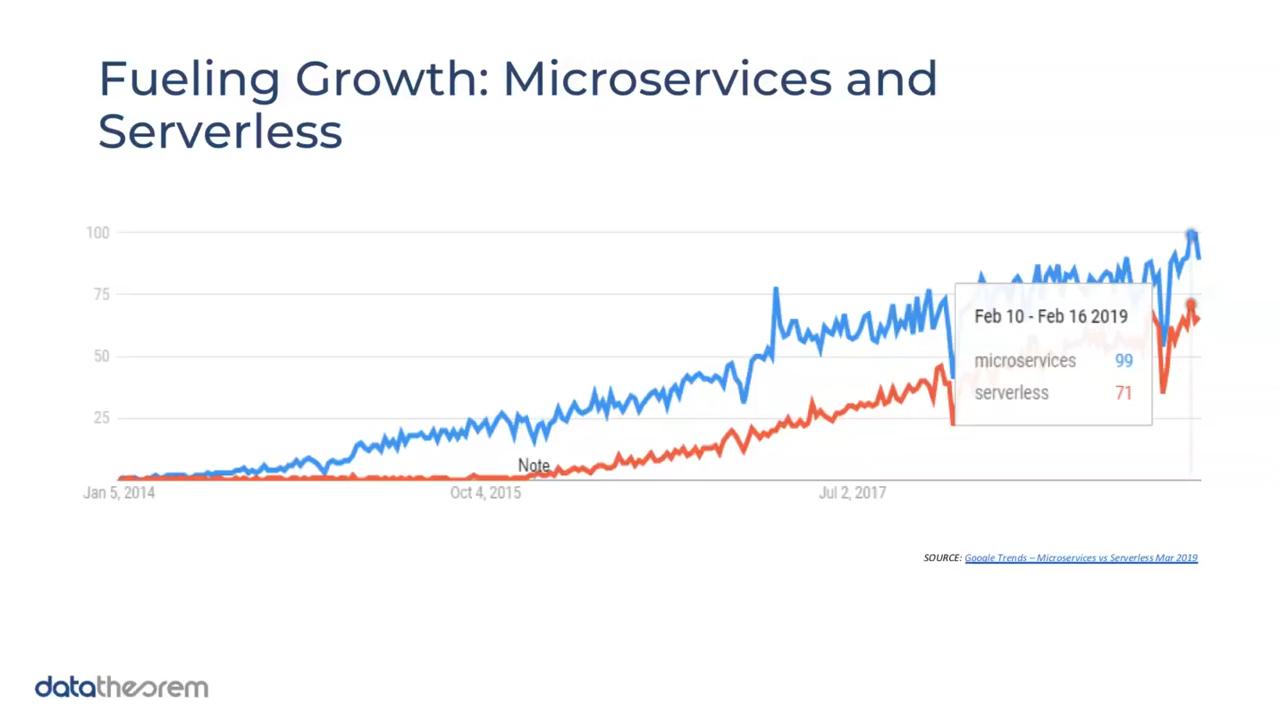 Fueling Growth: Microservices and
Serverless
100
75
50
25
Feb 10 - Feb 16 2019
microservices 99
serverless 71
Note
Jan 5, 2014 Oct 4, 2015 Jul 2, 2017
SOURCE: Google Trends – Microservices vs Serverless Mar 2019
datatheorem